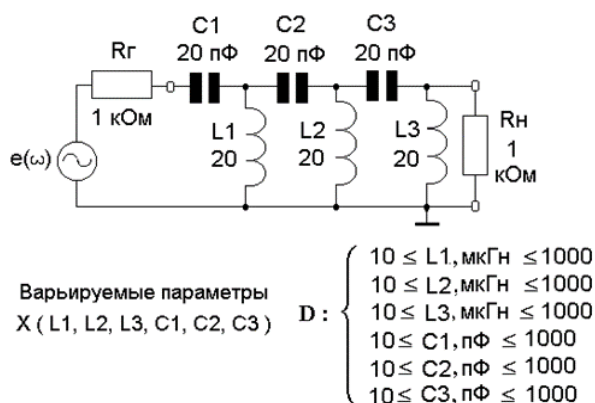 C1 C2 C3
Rг 20 пФ 20 пФ 20 пФ
1 кОм
L1 20
L2 20
L3 20
Rн 1 кОм
e(ω)
Варьируемые параметры
X ( L1, L2, L3, C1, C2, C3 )
D :
10 ≤ L1, мкГн ≤ 1000
10 ≤ L2, мкГн ≤ 1000
10 ≤ L3, мкГн ≤ 1000
10 ≤ C1, пФ ≤ 1000
10 ≤ C2, пФ ≤ 1000
10 ≤ C3, пФ ≤ 1000